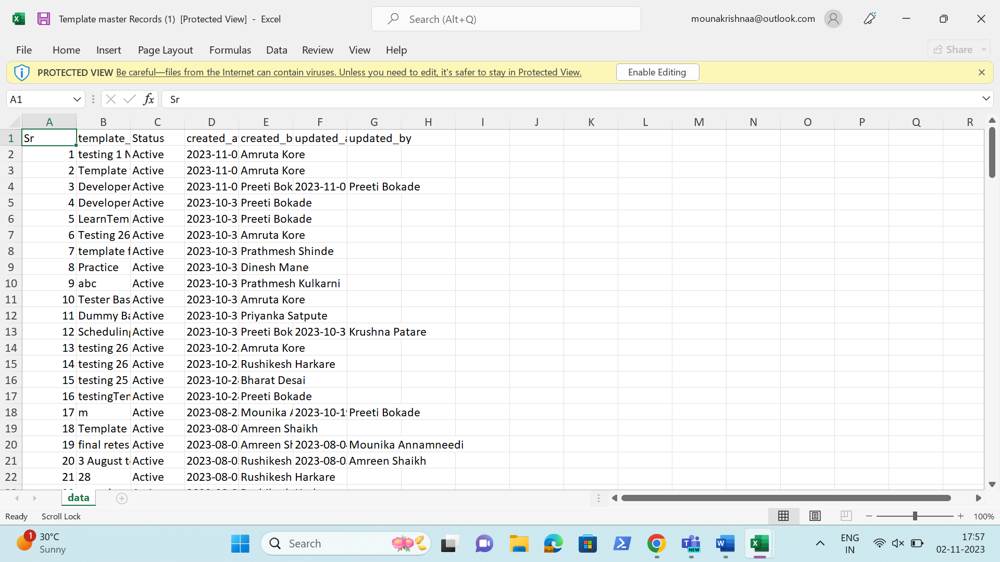 Template master Records (1) [Protected View] - Excel
Search (Alt+Q)
mounakrishnaa@outlook.com
File Home Insert Page Layout Formulas Data Review View Help
Share
PROTECTED VIEW Be careful—files from the Internet can contain viruses. Unless you need to edit, it's safer to stay in Protected View.
Enable Editing
A1 fx Sr
A B C D E F G H I J K L M N O P Q R
1 Sr template_ Status created_a created_b updated_a updated_by
2 1 testing 1 N Active 2023-11-0 Amruta Kore
3 2 Template Active 2023-11-0 Amruta Kore
4 3 Developer Active 2023-11-0 Preeti Bok 2023-11-0 Preeti Bokade
5 4 Developer Active 2023-10-3 Preeti Bokade
6 5 LearnTem Active 2023-10-3 Preeti Bokade
7 6 Testing 26 Active 2023-10-3 Amruta Kore
8 7 template f Active 2023-10-3 Prathmesh Shinde
9 8 Practice Active 2023-10-3 Dinesh Mane
10 9 abc Active 2023-10-3 Prathmesh Kulkarni
11 10 Tester Bas Active 2023-10-3 Amruta Kore
12 11 Dummy Ba Active 2023-10-3 Priyanka Satpute
13 12 Scheduling Active 2023-10-3 Preeti Bok 2023-10-3 Krushna Patare
14 13 testing 26 Active 2023-10-2 Amruta Kore
15 14 testing 26 Active 2023-10-2 Rushikesh Harkare
16 15 testing 25 Active 2023-10-24 Bharat Desai
17 16 testingTem Active 2023-10-24 Preeti Bokade
18 17 m Active 2023-08-2 Mounika A 2023-10-19 Preeti Bokade
19 18 Template Active 2023-08-07 Amreen Shaikh
20 19 final retes Active 2023-08-0 Amreen Sh 2023-08-04 Mounika Annamneedi
21 20 3 August t Active 2023-08-03 Rushikesh 2023-08-0 Amreen Shaikh
22 21 28 Active 2023-08-03 Rushikesh Harkare
data
Ready Scroll Lock
100%
1
30°C
Sunny
Search
NEW
ENG
IN
17:57
02-11-2023